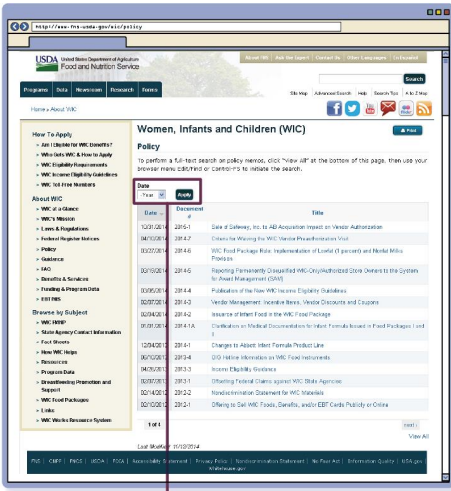 http://www.fns.usda.gov/wic/policy
USDA United States Department of Agriculture
Food and Nutrition Service
About FNS | Ask the Expert | Contact Us | Other Languages | En Español
Search
Programs Data Newsroom Research Forms
Site Map Advanced Search Help Search Tips A to Z Map
Home » About WIC
How To Apply
» Am I Eligible for WIC Benefits?
» Who Gets WIC & How to Apply
» WIC Eligibility Requirements
» WIC Income Eligibility Guidelines
» WIC Toll-Free Numbers
About WIC
» WIC at a Glance
» WIC's Mission
» Laws & Regulations
» Federal Register Notices
» Policy
» Guidance
» FAQ
» Benefits & Services
» Funding & Program Data
» EBT MIS
Browse by Subject
» WIC FMNP
» State Agency Contact Information
» Fact Sheets
» How WIC Helps
» Resources
» Program Data
» Breastfeeding Promotion and
Support
» WIC Food Packages
» Links
» WIC Works Resource System
Women, Infants and Children (WIC)
Print
Policy
To perform a full-text search on policy memos, click "View All" at the bottom of this page, then use your
browser menu Edit/Find or Control-F5 to initiate the search.
Date
-Year Apply
Date Document # Title
10/31/2014 2015-1 Sale of Safeway, Inc. to AB Acquisition Impact on Vendor Authorization
04/10/2014 2014-7 Criteria for Waiving the WIC Vendor Preauthorization Visit
03/27/2014 2014-6 WIC Food Package Rule: Implementation of Lowfat (1 percent) and Nonfat Milks
Provision
03/19/2014 2014-5 Reporting Permanently Disqualified WIC-Only/Authorized Store Owners to the System
for Award Management (SAM)
03/05/2014 2014-4 Publication of the New WIC Income Eligibility Guidelines
02/07/2014 2014-3 Vendor Management: Incentive Items, Vendor Discounts and Coupons
02/04/2014 2014-2 Issuance of Infant Food in the WIC Food Package
01/01/2014 2014-1A Clarification on Medical Documentation for Infant Formula Issued in Food Packages I and
II
12/04/2013 2014-1 Changes to Abbott Infant Formula Product Line
06/10/2013 2013-4 OIG Hotline Information on WIC Food Instruments
04/26/2013 2013-3 Income Eligibility Guidance
02/07/2013 2013-1 Offsetting Federal Claims against WIC State Agencies
02/14/2012 2012-2 Nondiscrimination Statement for WIC Materials
02/10/2012 2012-1 Offering to Sell WIC Foods, Benefits, and/or EBT Cards Publicly or Online
1 of 4 next ›
View All
Last Modified: 11/12/2014
FNS | CNPP | FNCS | USDA | FOIA | Accessibility Statement | Privacy Policy | Nondiscrimination Statement | No Fear Act | Information Quality | USA.gov |
Whitehouse.gov